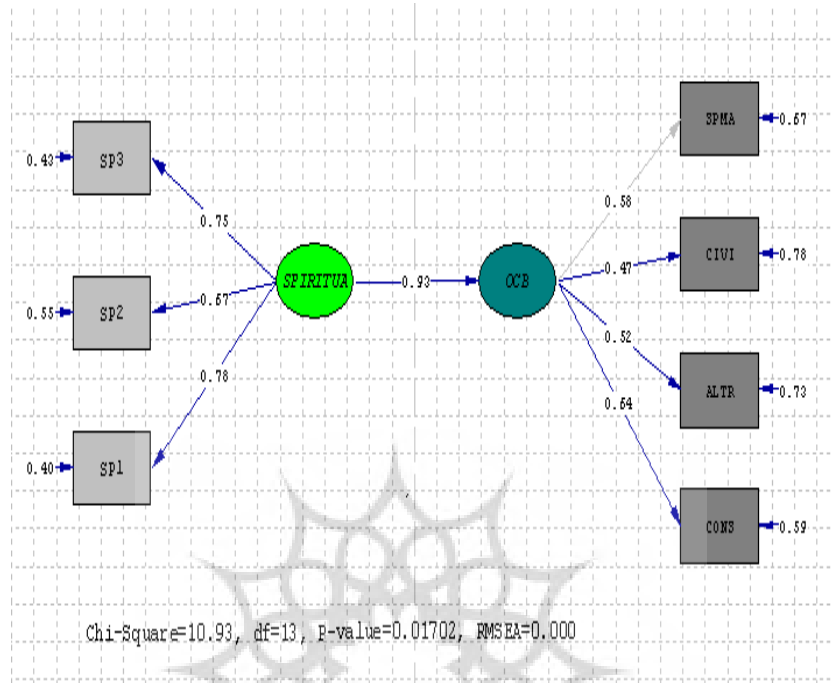 SPMA
0.67
sp3
0.43
0.75
0.58
CIVI
0.78
0.47
SPIRITUA
0.93
OCB
sp2
0.55
0.67
0.52
ALTR
0.73
0.78
0.64
sp1
0.40
CONS
0.59
Chi-Square=10.93, df=13, P-value=0.01702, RMSEA=0.000